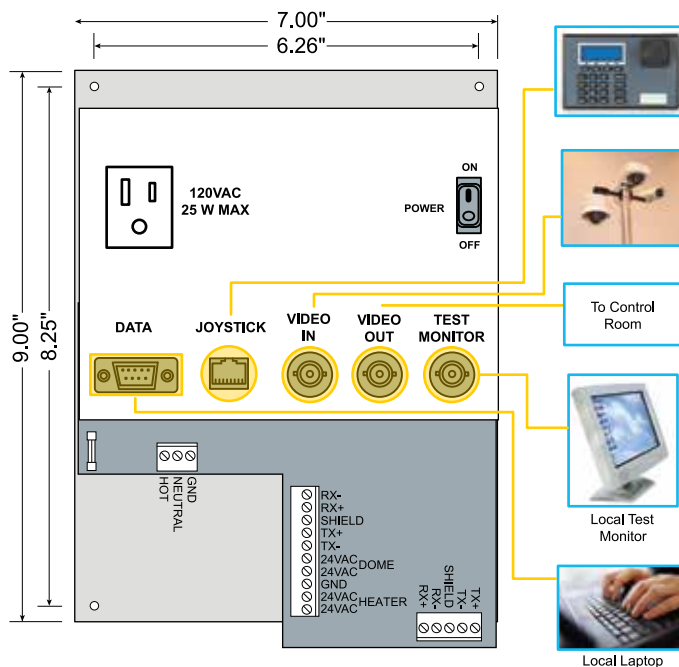 7.00"
6.26"
9.00"
8.25"
120VAC
25 W MAX
ON
POWER
OFF
DATA
JOYSTICK
VIDEO
IN
VIDEO
OUT
TEST
MONITOR
To Control
Room
Local Test
Monitor
HOT
NEUTRAL
GND
RX-
RX+
SHIELD
TX+
TX-
24VAC
24VAC
DOME
GND
24VAC
24VAC
HEATER
RX+
RX-
SHIELD
TX-
TX+
Local Laptop